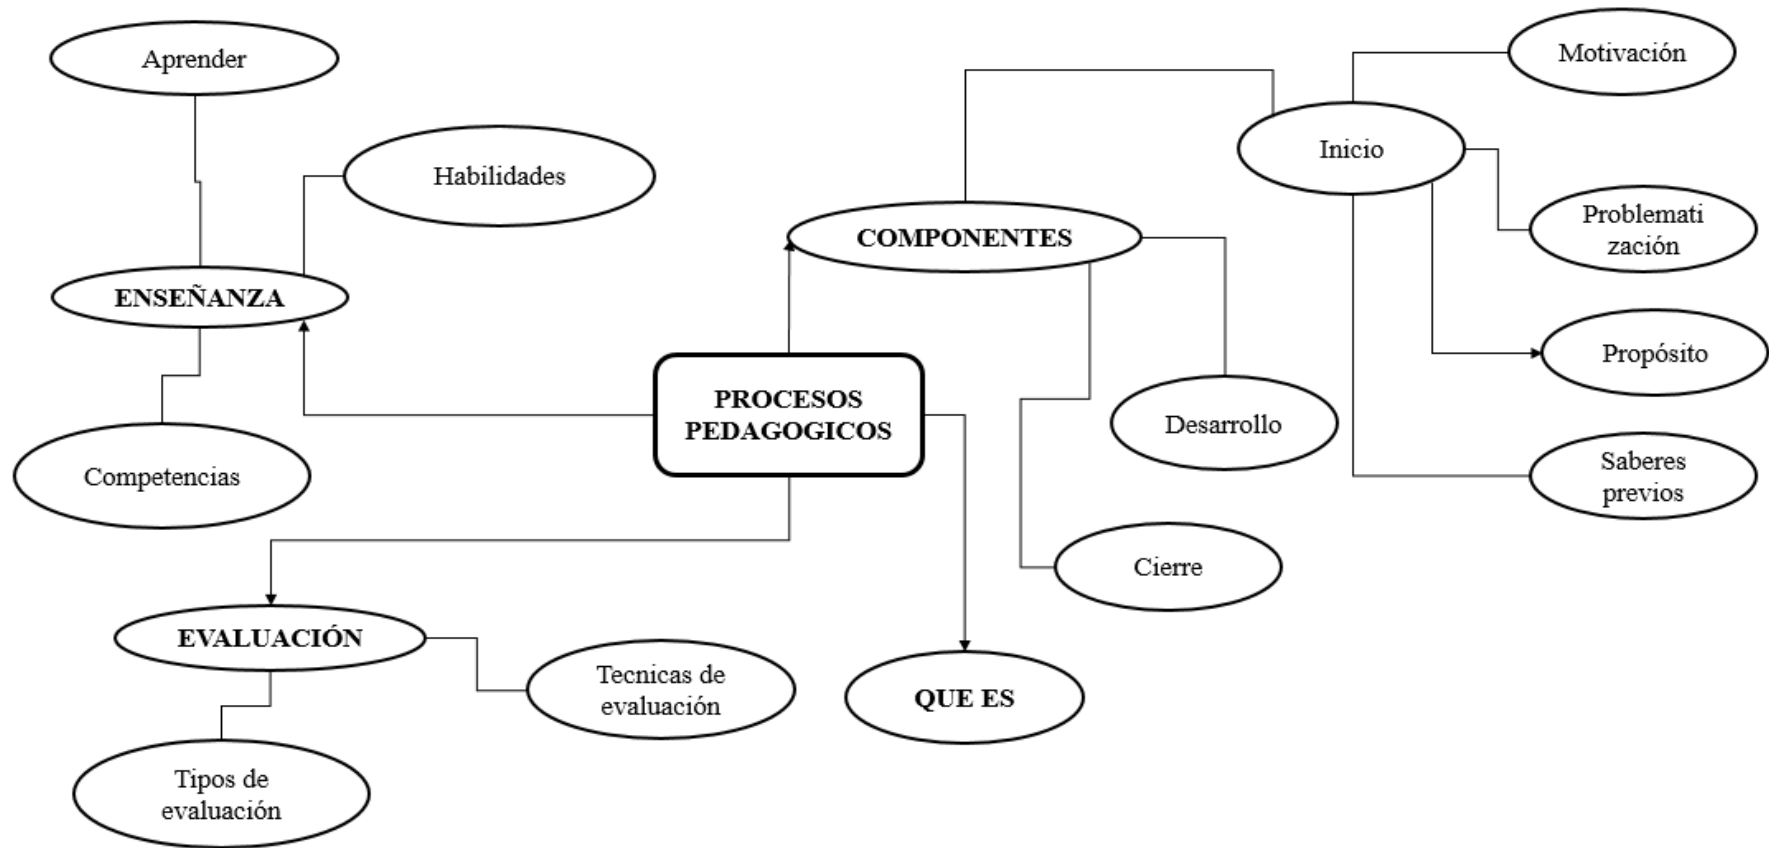 Aprender
Motivación
Inicio
Habilidades
Problemati
zación
COMPONENTES
ENSEÑANZA
Propósito
PROCESOS
PEDAGOGICOS
Desarrollo
Competencias
Saberes
previos
Cierre
EVALUACIÓN
Tecnicas de
evaluación
QUE ES
Tipos de
evaluación